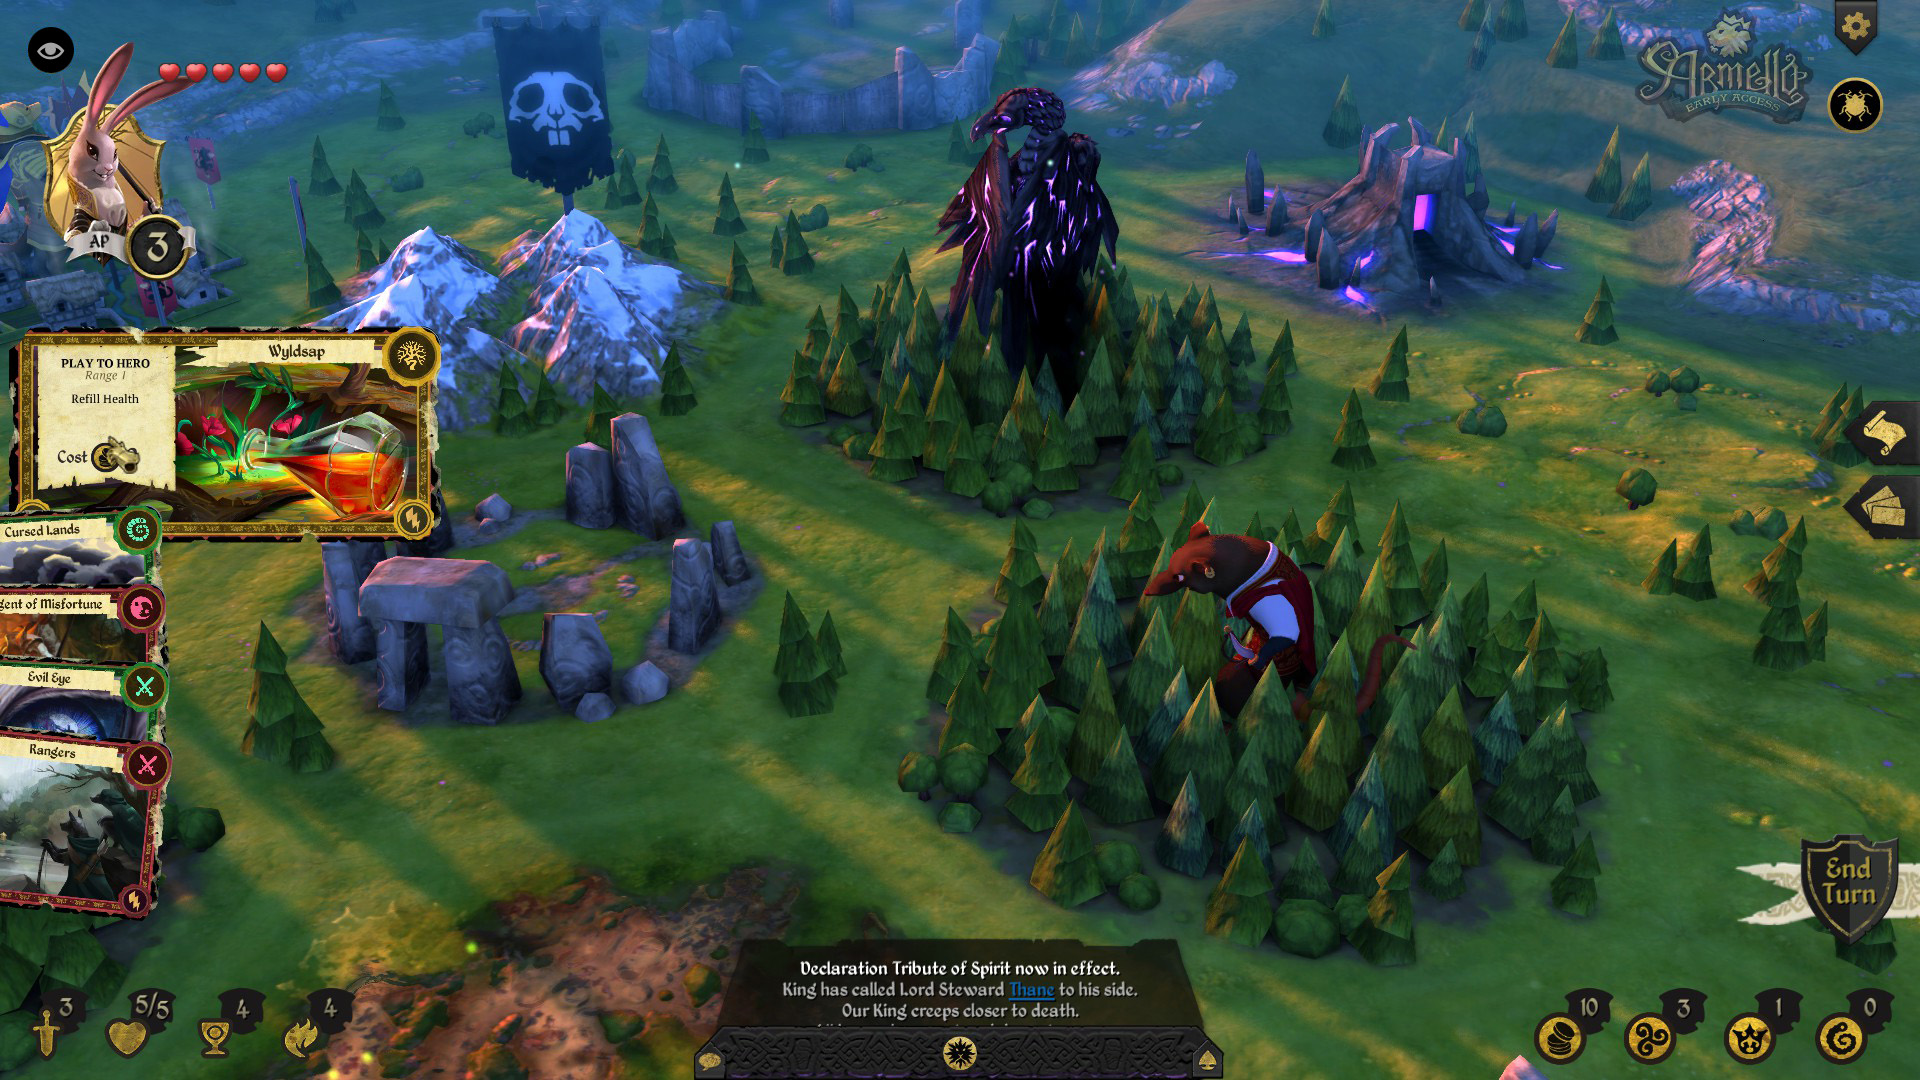 Armello
EARLY ACCESS
AP
3
PLAY TO HERO
Range 1
Refill Health
Cost
Wyldsap
Cursed Lands
gent of Misfortune
Evil Eye
Rangers
End
Turn
Declaration Tribute of Spirit now in effect.
King has called Lord Steward Thane to his side.
Our King creeps closer to death.
3
5/5
4
4
10
3
1
0